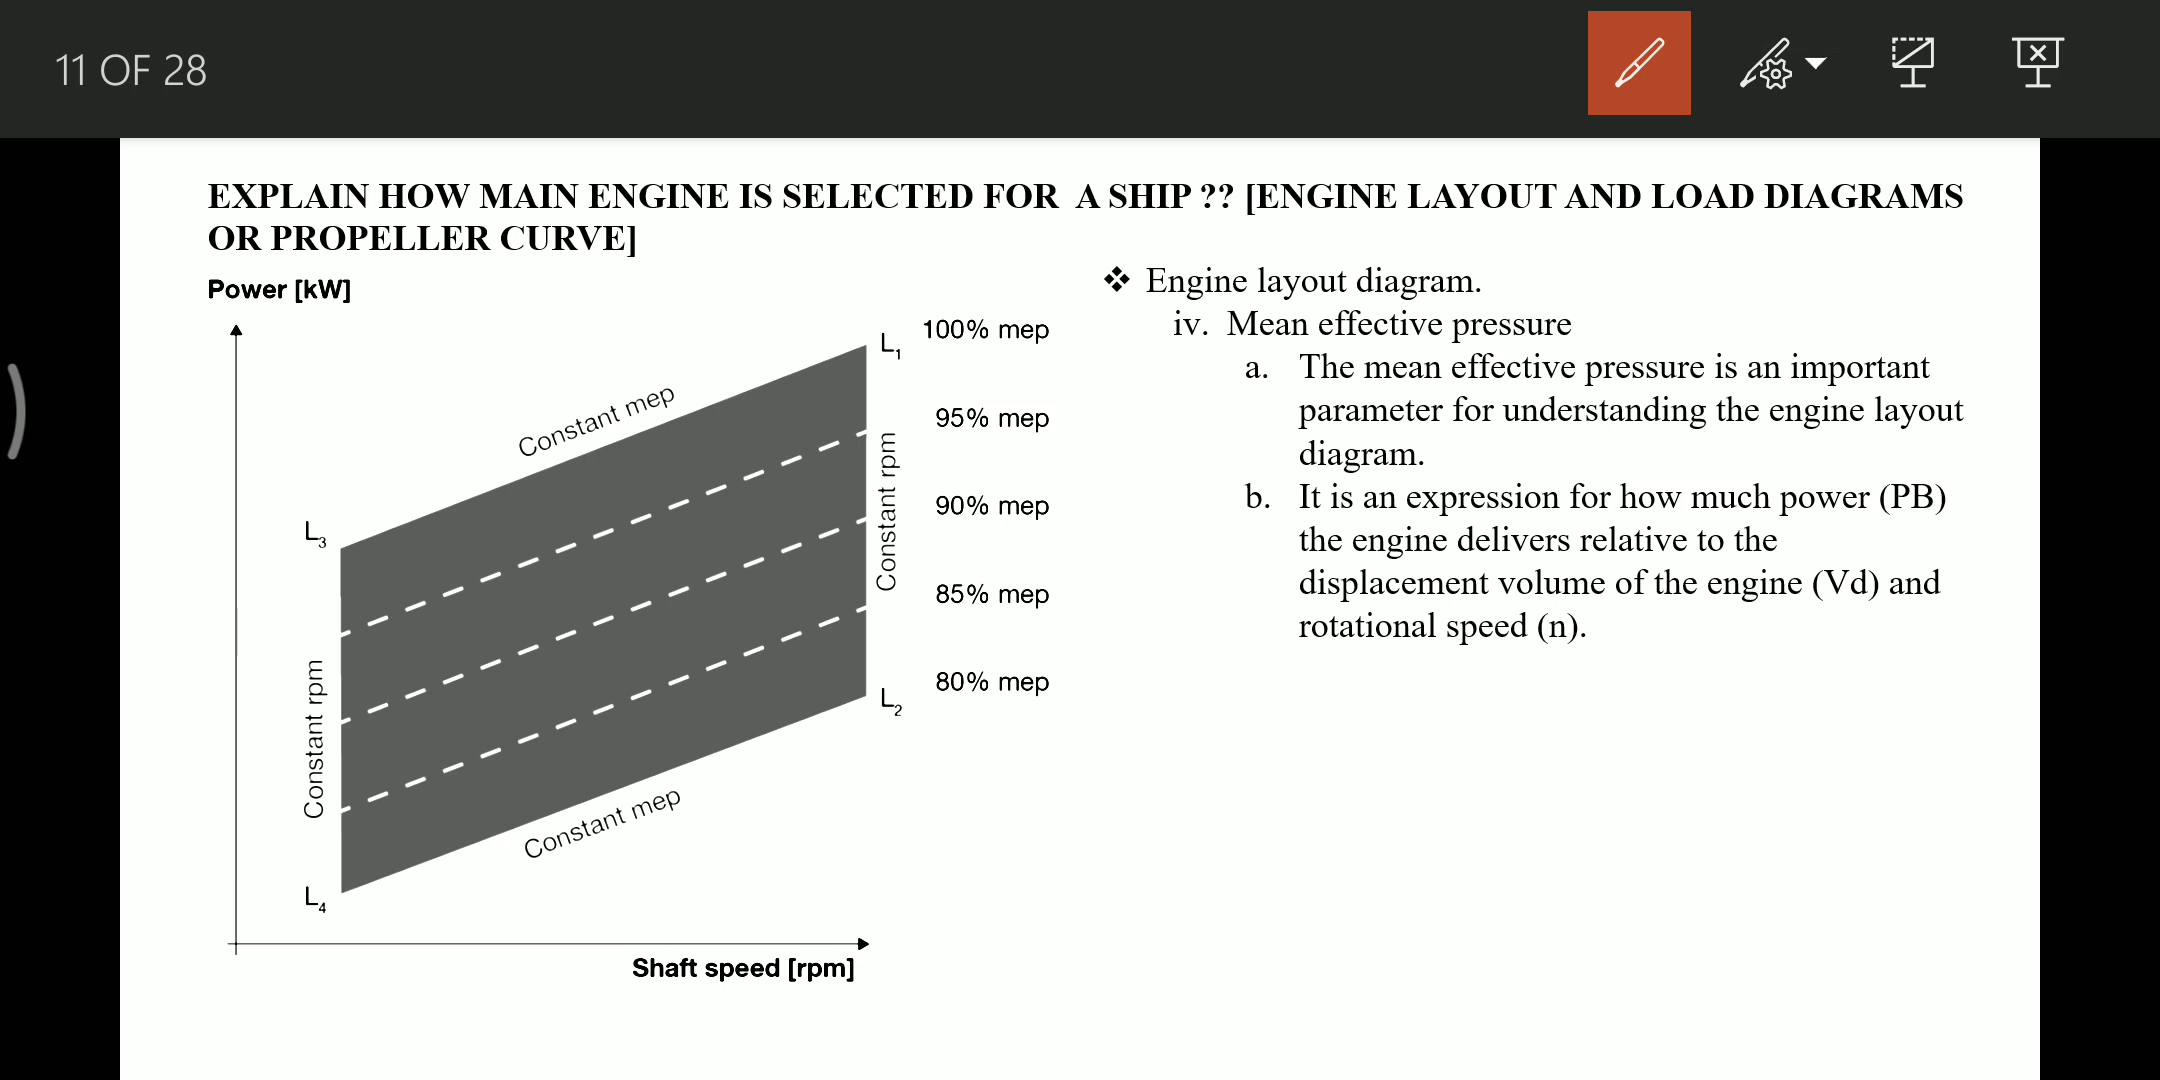 11 OF 28
EXPLAIN HOW MAIN ENGINE IS SELECTED FOR A SHIP ?? [ENGINE LAYOUT AND LOAD DIAGRAMS
OR PROPELLER CURVE]
Power [kW]
L1
100% mep
Constant mep
95% mep
Constant rpm
90% mep
L3
85% mep
80% mep
L2
Constant rpm
Constant mep
L4
Shaft speed [rpm]
❖ Engine layout diagram.
iv. Mean effective pressure
a. The mean effective pressure is an important
parameter for understanding the engine layout
diagram.
b. It is an expression for how much power (PB)
the engine delivers relative to the
displacement volume of the engine (Vd) and
rotational speed (n).